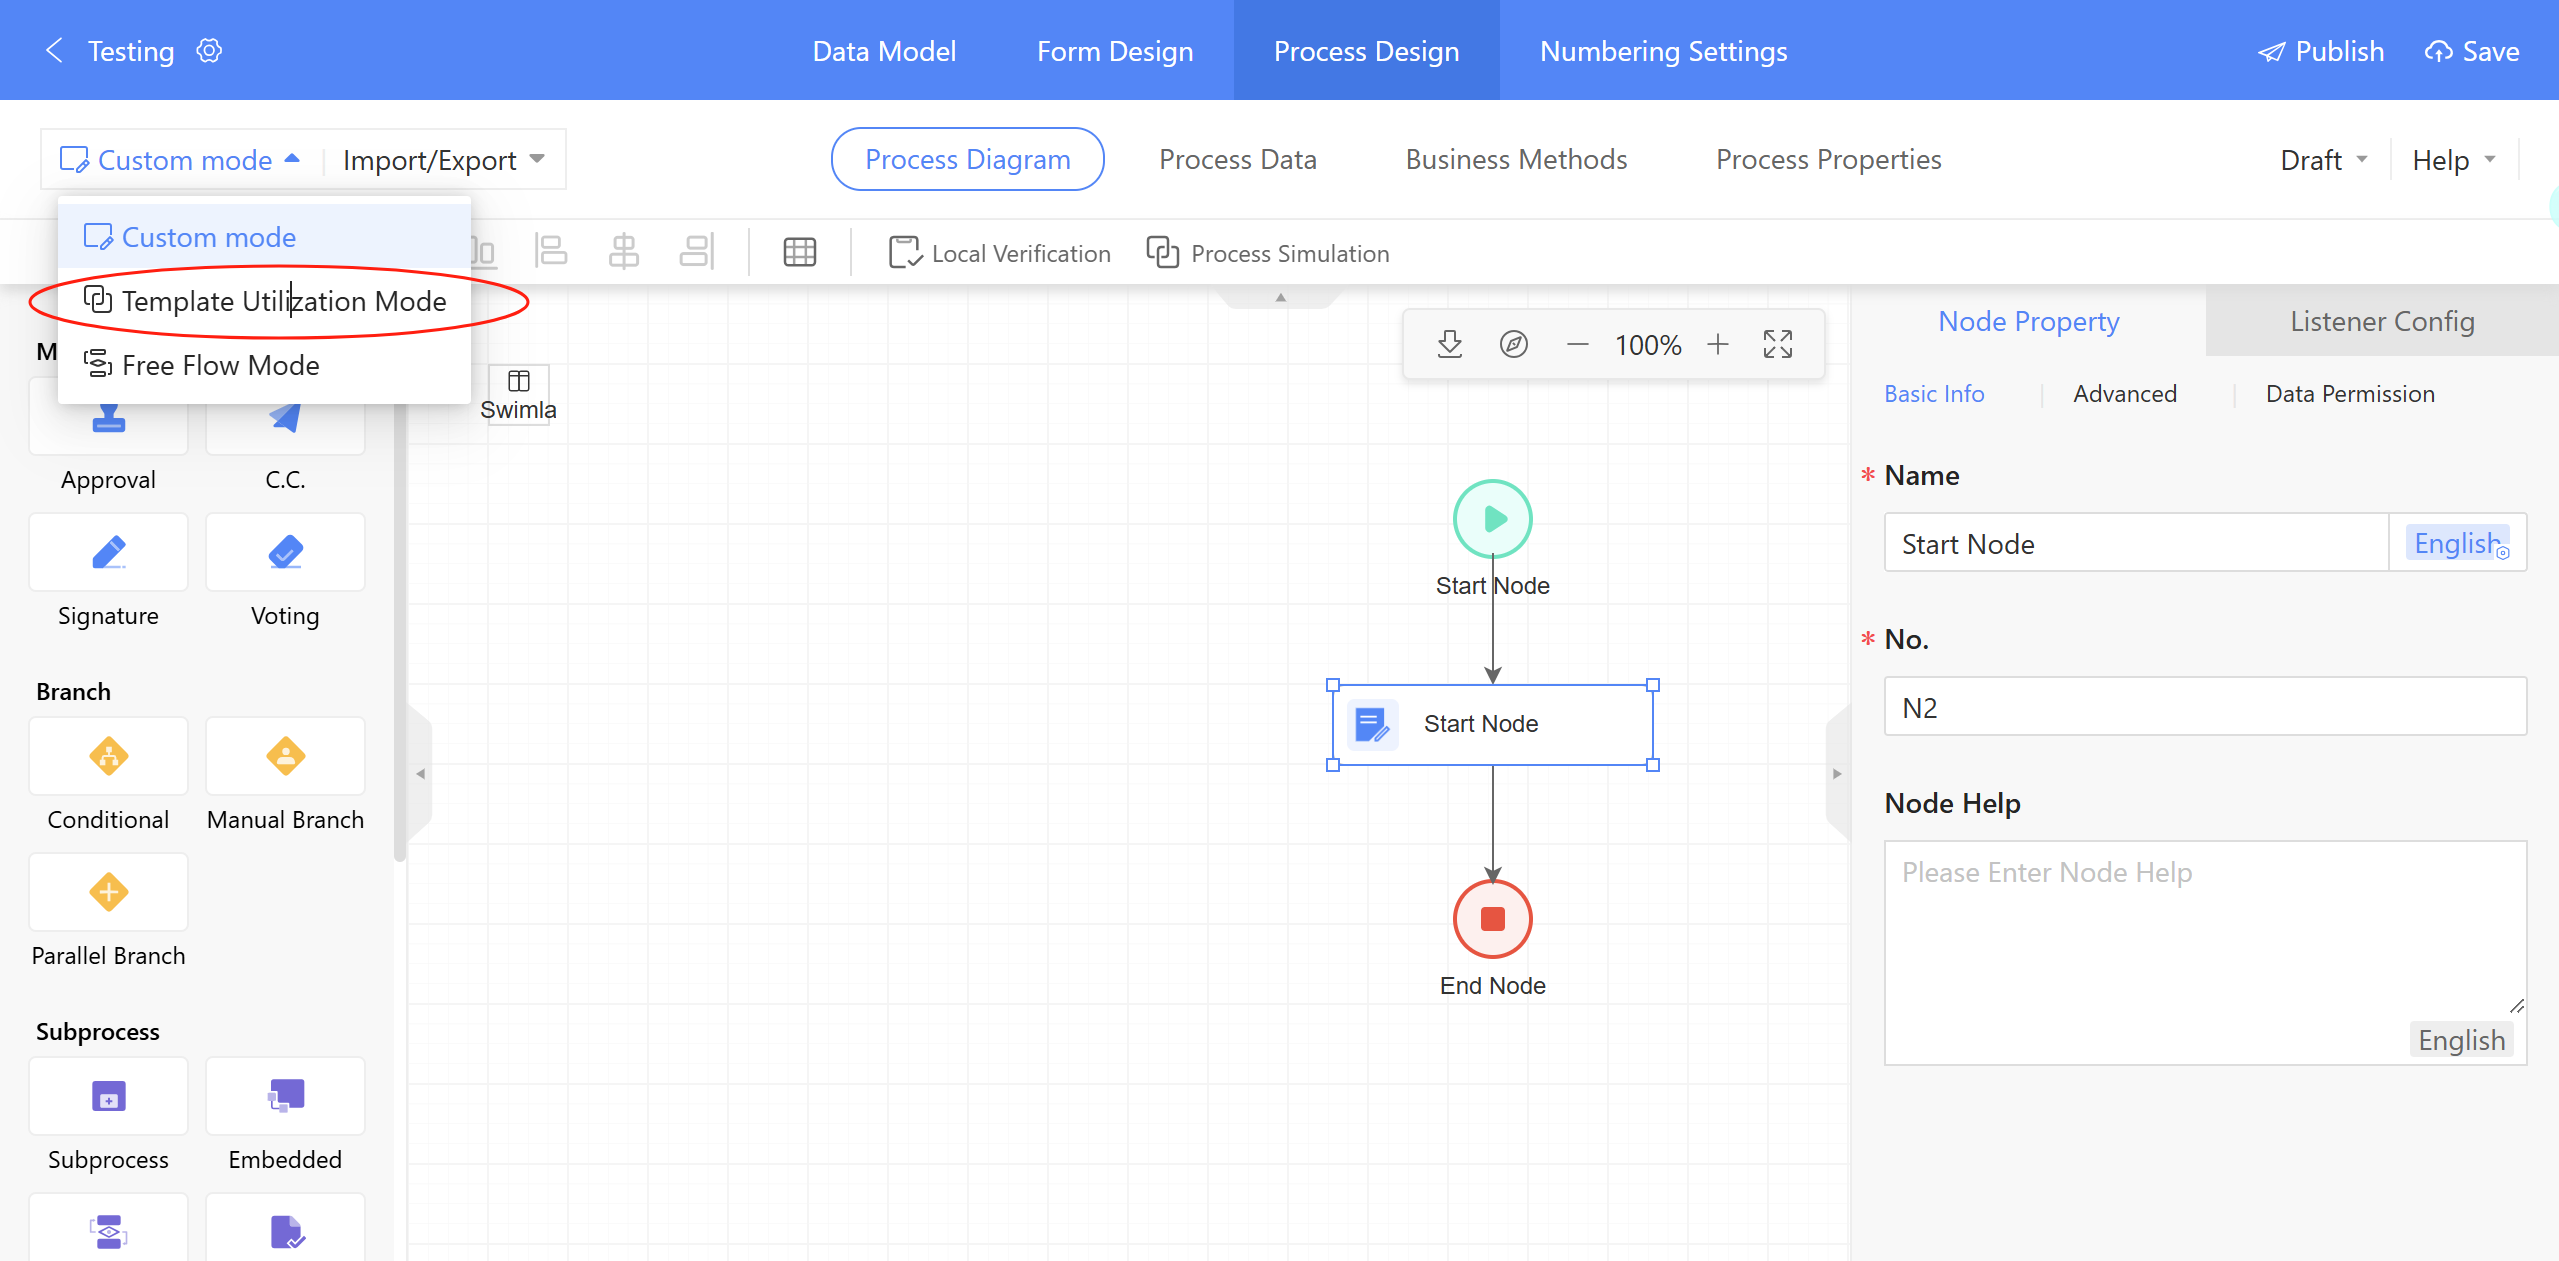 Testing
Data Model
Form Design
Process Design
Numbering Settings
Publish
Save
Custom mode
Import/Export
Process Diagram
Process Data
Business Methods
Process Properties
Draft
Help
Custom mode
Template Utilization Mode
Free Flow Mode
Local Verification
Process Simulation
100%
Swimla
Approval
C.C.
Signature
Voting
Branch
Conditional
Manual Branch
Parallel Branch
Subprocess
Subprocess
Embedded
Start Node
Start Node
End Node
Node Property
Listener Config
Basic Info
Advanced
Data Permission
* Name
Start Node
English
* No.
N2
Node Help
Please Enter Node Help
English